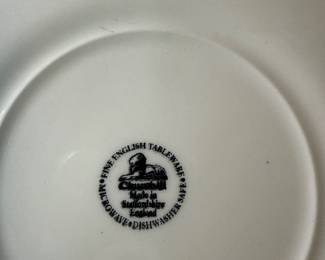 FINE ENGLISH TABLEWARE
Churchill
Made in
Staffordshire
England
MICROWAVE • DISHWASHER SAFE